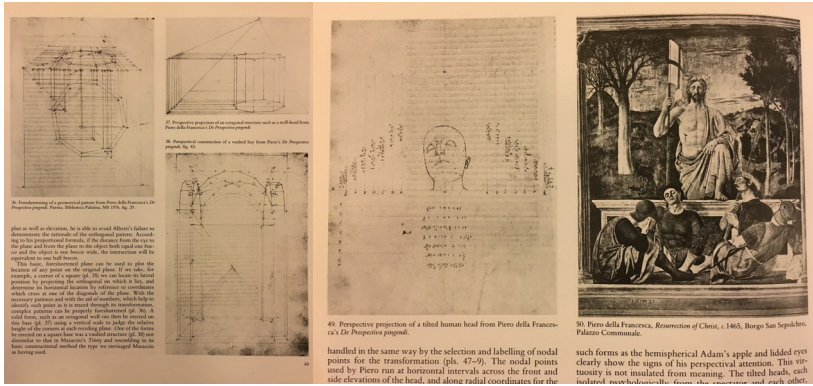 37. Perspective projection of an octagonal structure such as a well-head from
Piero della Francesca's De Prospectiva pingendi.
38. Perspectival construction of a vaulted bay from Piero's De Prospectiva
pingendi, fig. 41.
36. Foreshortening of a geometrical pattern from Piero della Francesca's De
Prospectiva pingendi. Parma, Biblioteca Palatina, MS 1576, fig. 29.
plan as well as elevation, he is able to avoid Alberti's failure to
demonstrate the rationale of the orthogonal pattern. Accord-
ing to his proportional formula, if the distance from the eye to
the plane and from the plane to the object both equal one brac-
cio and the object is one braccio wide, the intersection will be
equivalent to one half braccio.
This basic, foreshortened plane can be used to plot the
location of any point on the original plane. If we take, for
example, a corner of a square (pl. 35) we can locate its lateral
position by projecting the orthogonal on which it lies, and
determine its horizontal location by reference to coordinates
which cross at one of the diagonals of the plane. With the
necessary patience and with the aid of numbers, which help to
identify each point as it is traced through its transformation,
complex patterns can be properly foreshortened (pl. 36). A
solid form, such as an octagonal well can then be erected on
this base (pl. 37) using a vertical scale to judge the relative
height of the corners at each receding plane. One of the forms
he erected on a square base was a vaulted structure (pl. 38) not
dissimilar to that in Masaccio's Trinity and resembling in its
basic constructional method the type we envisaged Masaccio
as having used.
49. Perspective projection of a tilted human head from Piero della Frances-
ca's De Prospectiva pingendi.
handled in the same way by the selection and labelling of nodal
points for the transformation (pls. 47–9). The nodal points
used by Piero run at horizontal intervals across the front and
side elevations of the head, and along radial coordinates for the
50. Piero della Francesca, Resurrection of Christ, c.1465, Borgo San Sepolchro,
Palazzo Communale.
such forms as the hemispherical Adam's apple and lidded eyes
clearly show the signs of his perspectival attention. This vir-
tuosity is not insulated from meaning. The tilted heads, each
isolated psychologically from the spectator and each other,